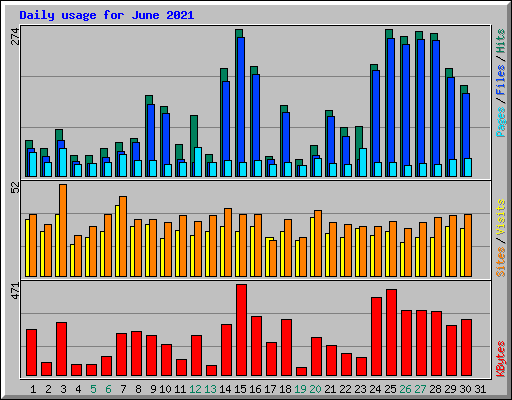 Daily usage for June 2021
274
Pages / Files / Hits
52
Sites / Visits
471
KBytes
1 2 3 4 5 6 7 8 9 10 11 12 13 14 15 16 17 18 19 20 21 22 23 24 25 26 27 28 29 30 31